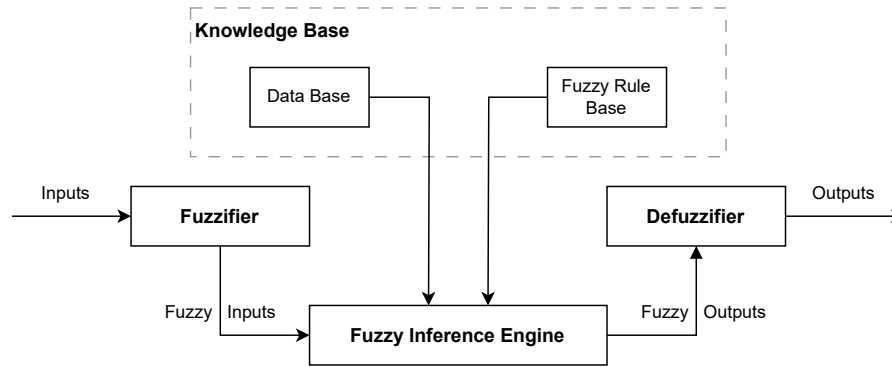 Knowledge Base
Data Base
Fuzzy Rule
Base
Inputs
Fuzzifier
Defuzzifier
Outputs
Fuzzy Inputs
Fuzzy Inference Engine
Fuzzy Outputs